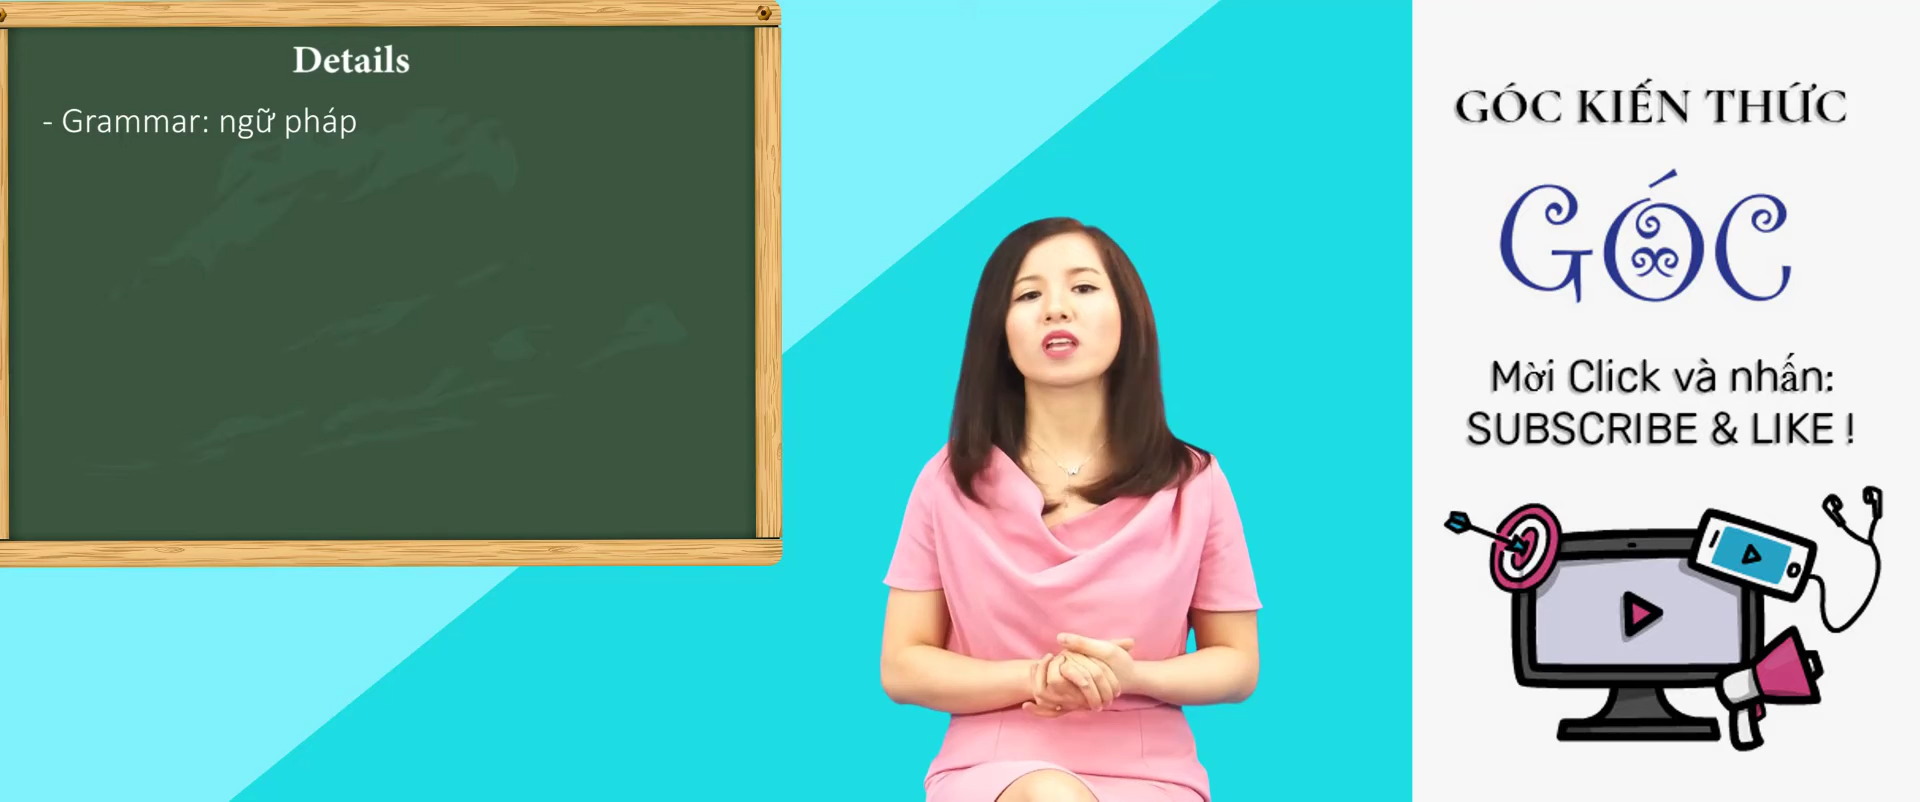 Details
- Grammar: ngữ pháp
GÓC KIẾN THỨC
GÓC
Mời Click và nhấn:
SUBSCRIBE & LIKE !